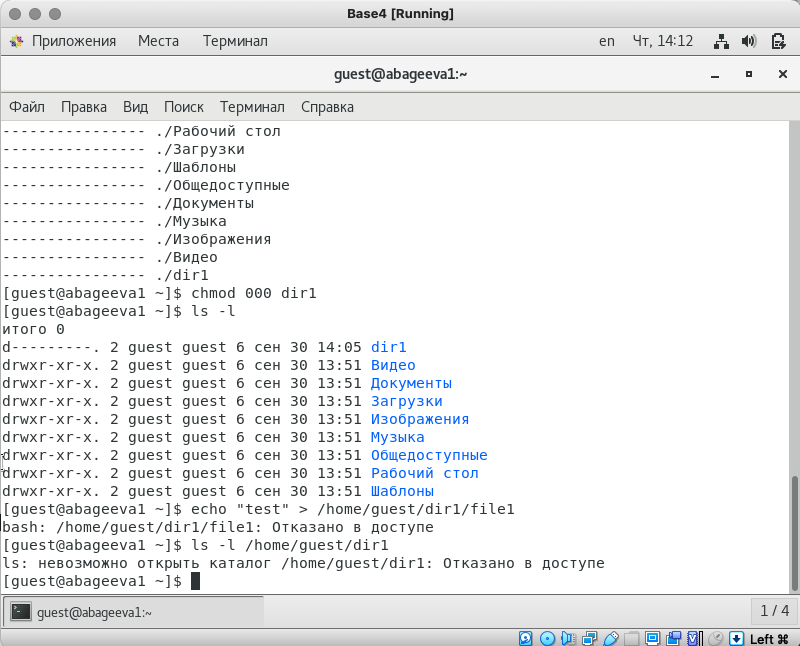 Base4 [Running]
Приложения Места Терминал en Чт, 14:12
guest@abageeva1:~
Файл Правка Вид Поиск Терминал Справка
---------------- ./Рабочий стол
---------------- ./Загрузки
---------------- ./Шаблоны
---------------- ./Общедоступные
---------------- ./Документы
---------------- ./Музыка
---------------- ./Изображения
---------------- ./Видео
---------------- ./dir1
[guest@abageeva1 ~]$ chmod 000 dir1
[guest@abageeva1 ~]$ ls -l
итого 0
d---------. 2 guest guest 6 сен 30 14:05 dir1
drwxr-xr-x. 2 guest guest 6 сен 30 13:51 Видео
drwxr-xr-x. 2 guest guest 6 сен 30 13:51 Документы
drwxr-xr-x. 2 guest guest 6 сен 30 13:51 Загрузки
drwxr-xr-x. 2 guest guest 6 сен 30 13:51 Изображения
drwxr-xr-x. 2 guest guest 6 сен 30 13:51 Музыка
drwxr-xr-x. 2 guest guest 6 сен 30 13:51 Общедоступные
drwxr-xr-x. 2 guest guest 6 сен 30 13:51 Рабочий стол
drwxr-xr-x. 2 guest guest 6 сен 30 13:51 Шаблоны
[guest@abageeva1 ~]$ echo "test" > /home/guest/dir1/file1
bash: /home/guest/dir1/file1: Отказано в доступе
[guest@abageeva1 ~]$ ls -l /home/guest/dir1
ls: невозможно открыть каталог /home/guest/dir1: Отказано в доступе
[guest@abageeva1 ~]$
guest@abageeva1:~ 1 / 4
Left ⌘